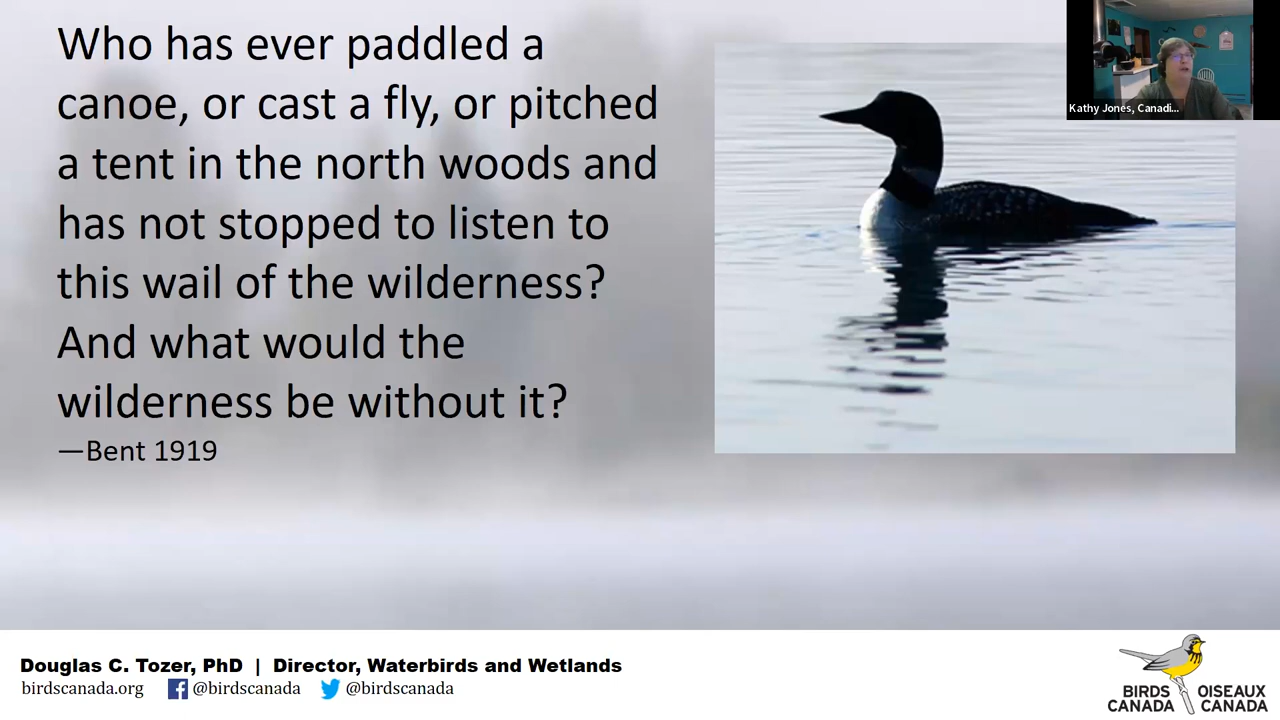 Who has ever paddled a
canoe, or cast a fly, or pitched
a tent in the north woods and
has not stopped to listen to
this wail of the wilderness?
And what would the
wilderness be without it?
—Bent 1919
Kathy Jones, Canadi...
Douglas C. Tozer, PhD | Director, Waterbirds and Wetlands
birdscanada.org @birdscanada @birdscanada
BIRDS CANADA
OISEAUX CANADA